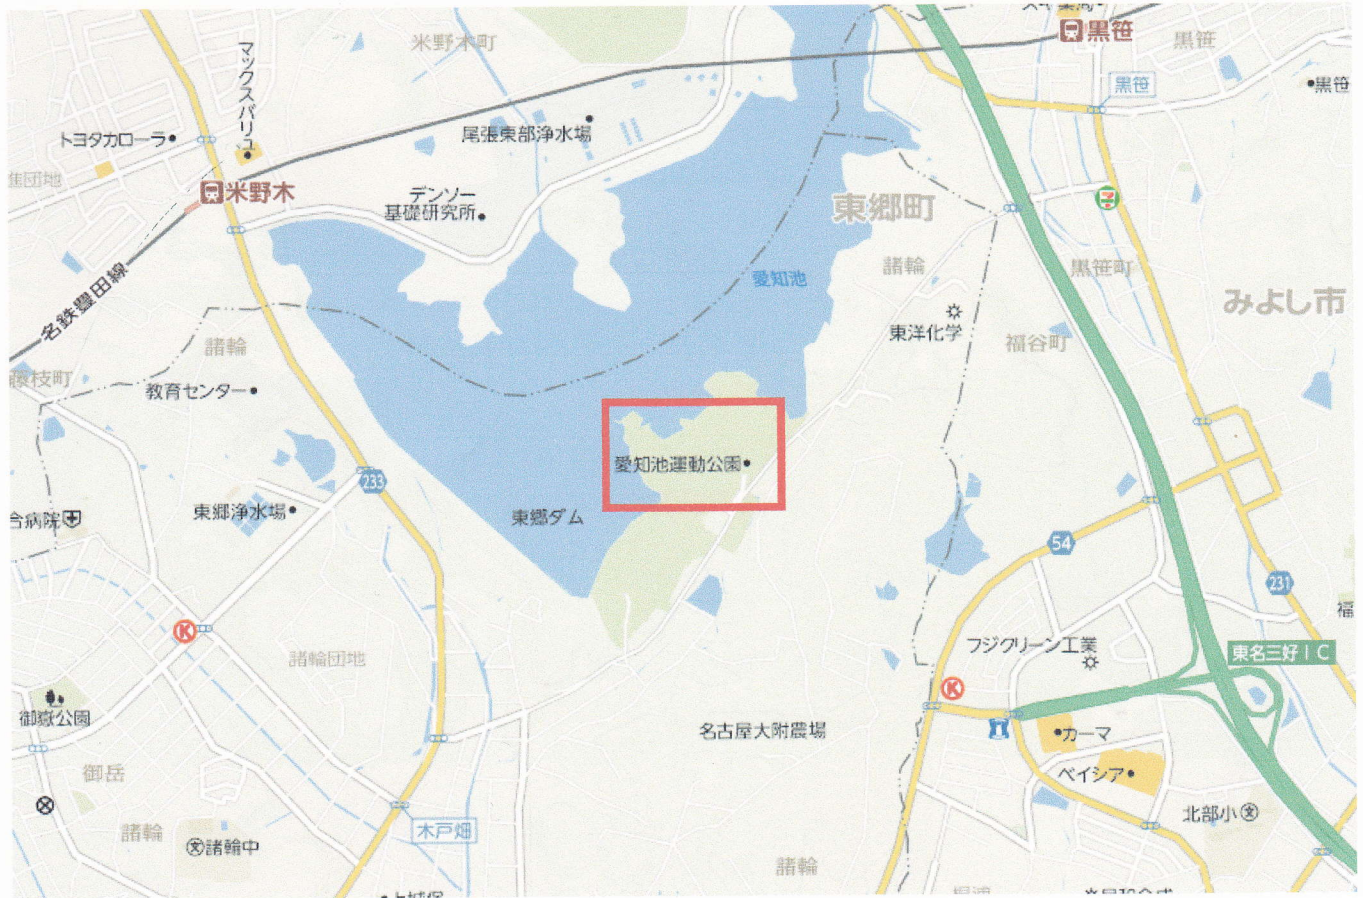 米野木町
黒笹
黒笹
黒笹
黒笹
マックスバリュ
トヨタカローラ
尾張東部浄水場
米野木
デンソー
基礎研究所
東郷町
諸輪
黒笹町
愛知池
みよし市
名鉄豊田線
東洋化学
福谷町
諸輪
藤枝町
教育センター
愛知池運動公園
233
東郷浄水場
東郷ダム
合病院
54
231
福
K
諸輪団地
フジクリーン工業
東名三好IC
K
御嶽公園
名古屋大附農場
カーマ
ベイシア
御岳
北部小
文
諸輪
木戸畑
文
諸輪中
諸輪